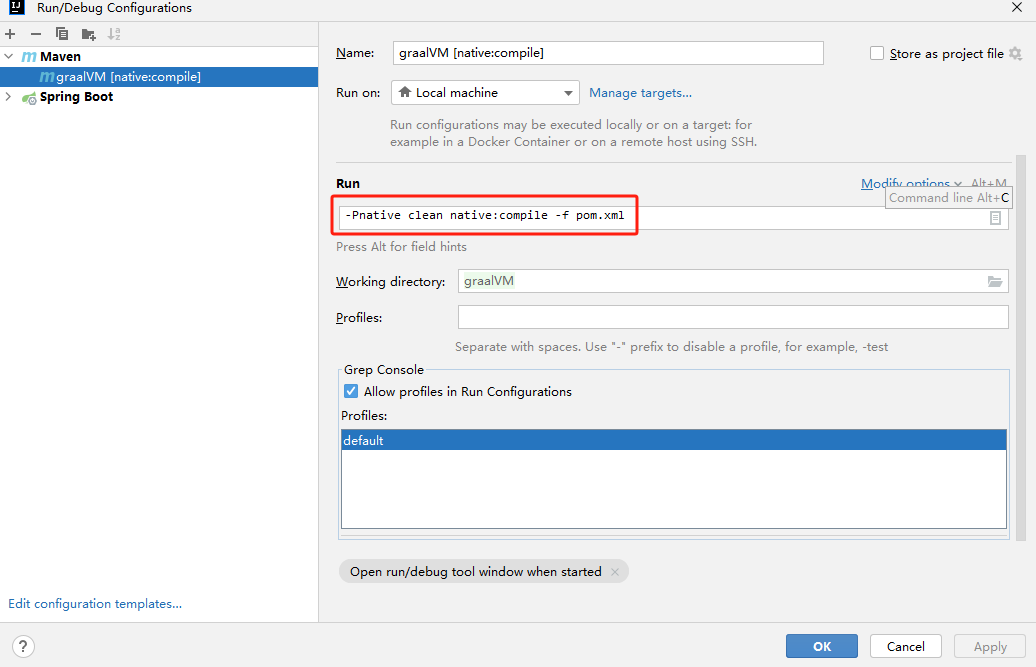 Run/Debug Configurations
Maven
graalVM [native:compile]
Spring Boot
Edit configuration templates...
Name: graalVM [native:compile] Store as project file
Run on: Local machine Manage targets...
Run configurations may be executed locally or on a target: for
example in a Docker Container or on a remote host using SSH.
Run Modify options Alt+M
Command line Alt+C
-Pnative clean native:compile -f pom.xml
Press Alt for field hints
Working directory: graalVM
Profiles:
Separate with spaces. Use "-" prefix to disable a profile, for example, -test
Grep Console
Allow profiles in Run Configurations
Profiles:
default
Open run/debug tool window when started
? OK Cancel Apply